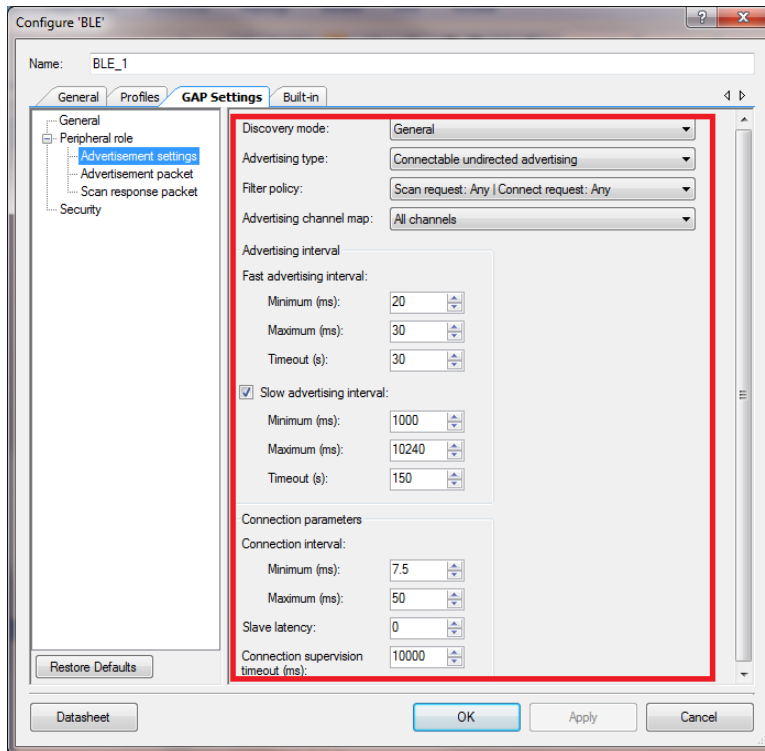 Configure 'BLE'
Name: BLE_1
General Profiles GAP Settings Built-in
General
Peripheral role
Advertisement settings
Advertisement packet
Scan response packet
Security
Restore Defaults
Discovery mode: General
Advertising type: Connectable undirected advertising
Filter policy: Scan request: Any | Connect request: Any
Advertising channel map: All channels
Advertising interval
Fast advertising interval:
Minimum (ms): 20
Maximum (ms): 30
Timeout (s): 30
Slow advertising interval:
Minimum (ms): 1000
Maximum (ms): 10240
Timeout (s): 150
Connection parameters
Connection interval:
Minimum (ms): 7.5
Maximum (ms): 50
Slave latency: 0
Connection supervision 10000
timeout (ms):
Datasheet OK Apply Cancel